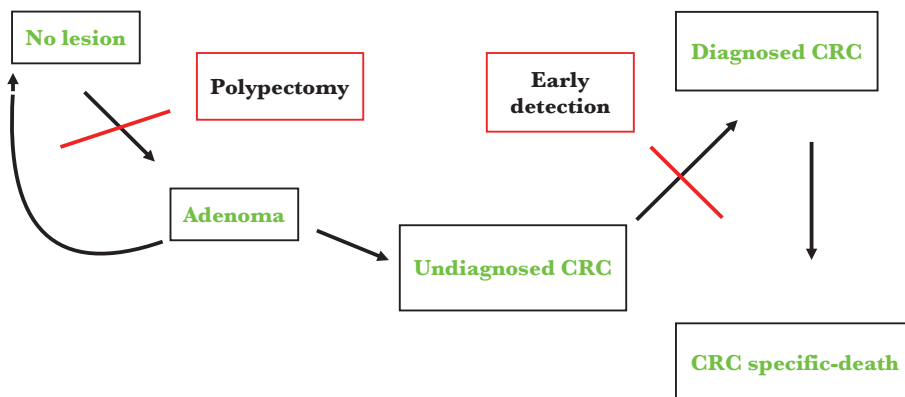 No lesion
Polypectomy
Early
detection
Diagnosed CRC
Adenoma
Undiagnosed CRC
CRC specific-death